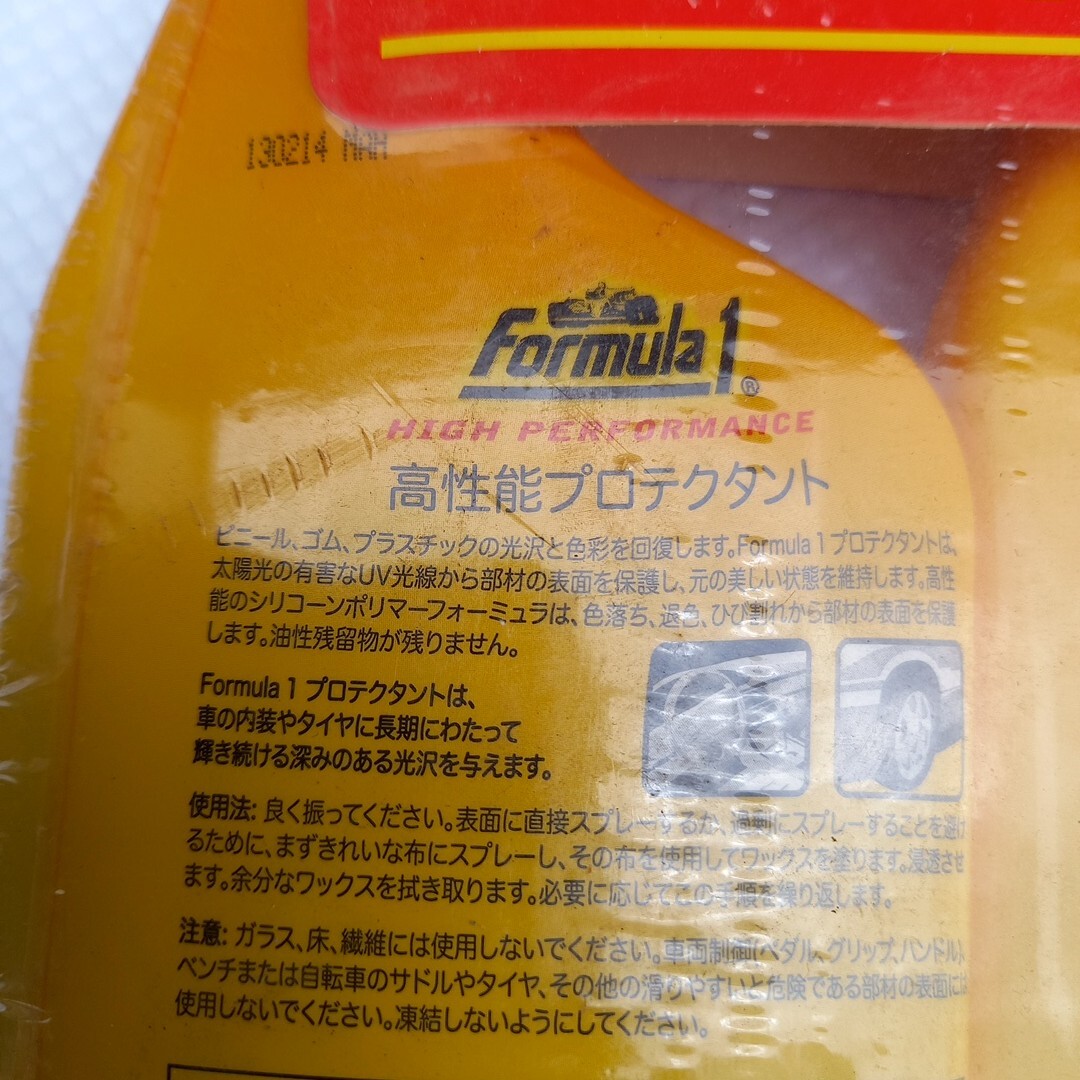 130214 NAH
Formula 1®
HIGH PERFORMANCE
高性能プロテクタント
ビニール、ゴム、プラスチックの光沢と色彩を回復します。Formula 1 プロテクタントは、
太陽光の有害なUV光線から部材の表面を保護し、元の美しい状態を維持します。高性
能のシリコーンポリマーフォーミュラは、色落ち、退色、ひび割れから部材の表面を保護
します。油性残留物が残りません。
Formula 1 プロテクタントは、
車の内装やタイヤに長期にわたって
輝き続ける深みのある光沢を与えます。
使用法: 良く振ってください。表面に直接スプレーするか、過剰にスプレーすることを避け
るために、まずきれいな布にスプレーし、その布を使用してワックスを塗ります。浸透させ
ます。余分なワックスを拭き取ります。必要に応じてこの手順を繰り返します。
注意: ガラス、床、繊維には使用しないでください。車両制御(ペダル、グリップ、ハンドル)、
ベンチまたは自転車のサドルやタイヤ、その他の滑りやすいと危険である部材の表面には
使用しないでください。凍結しないようにしてください。